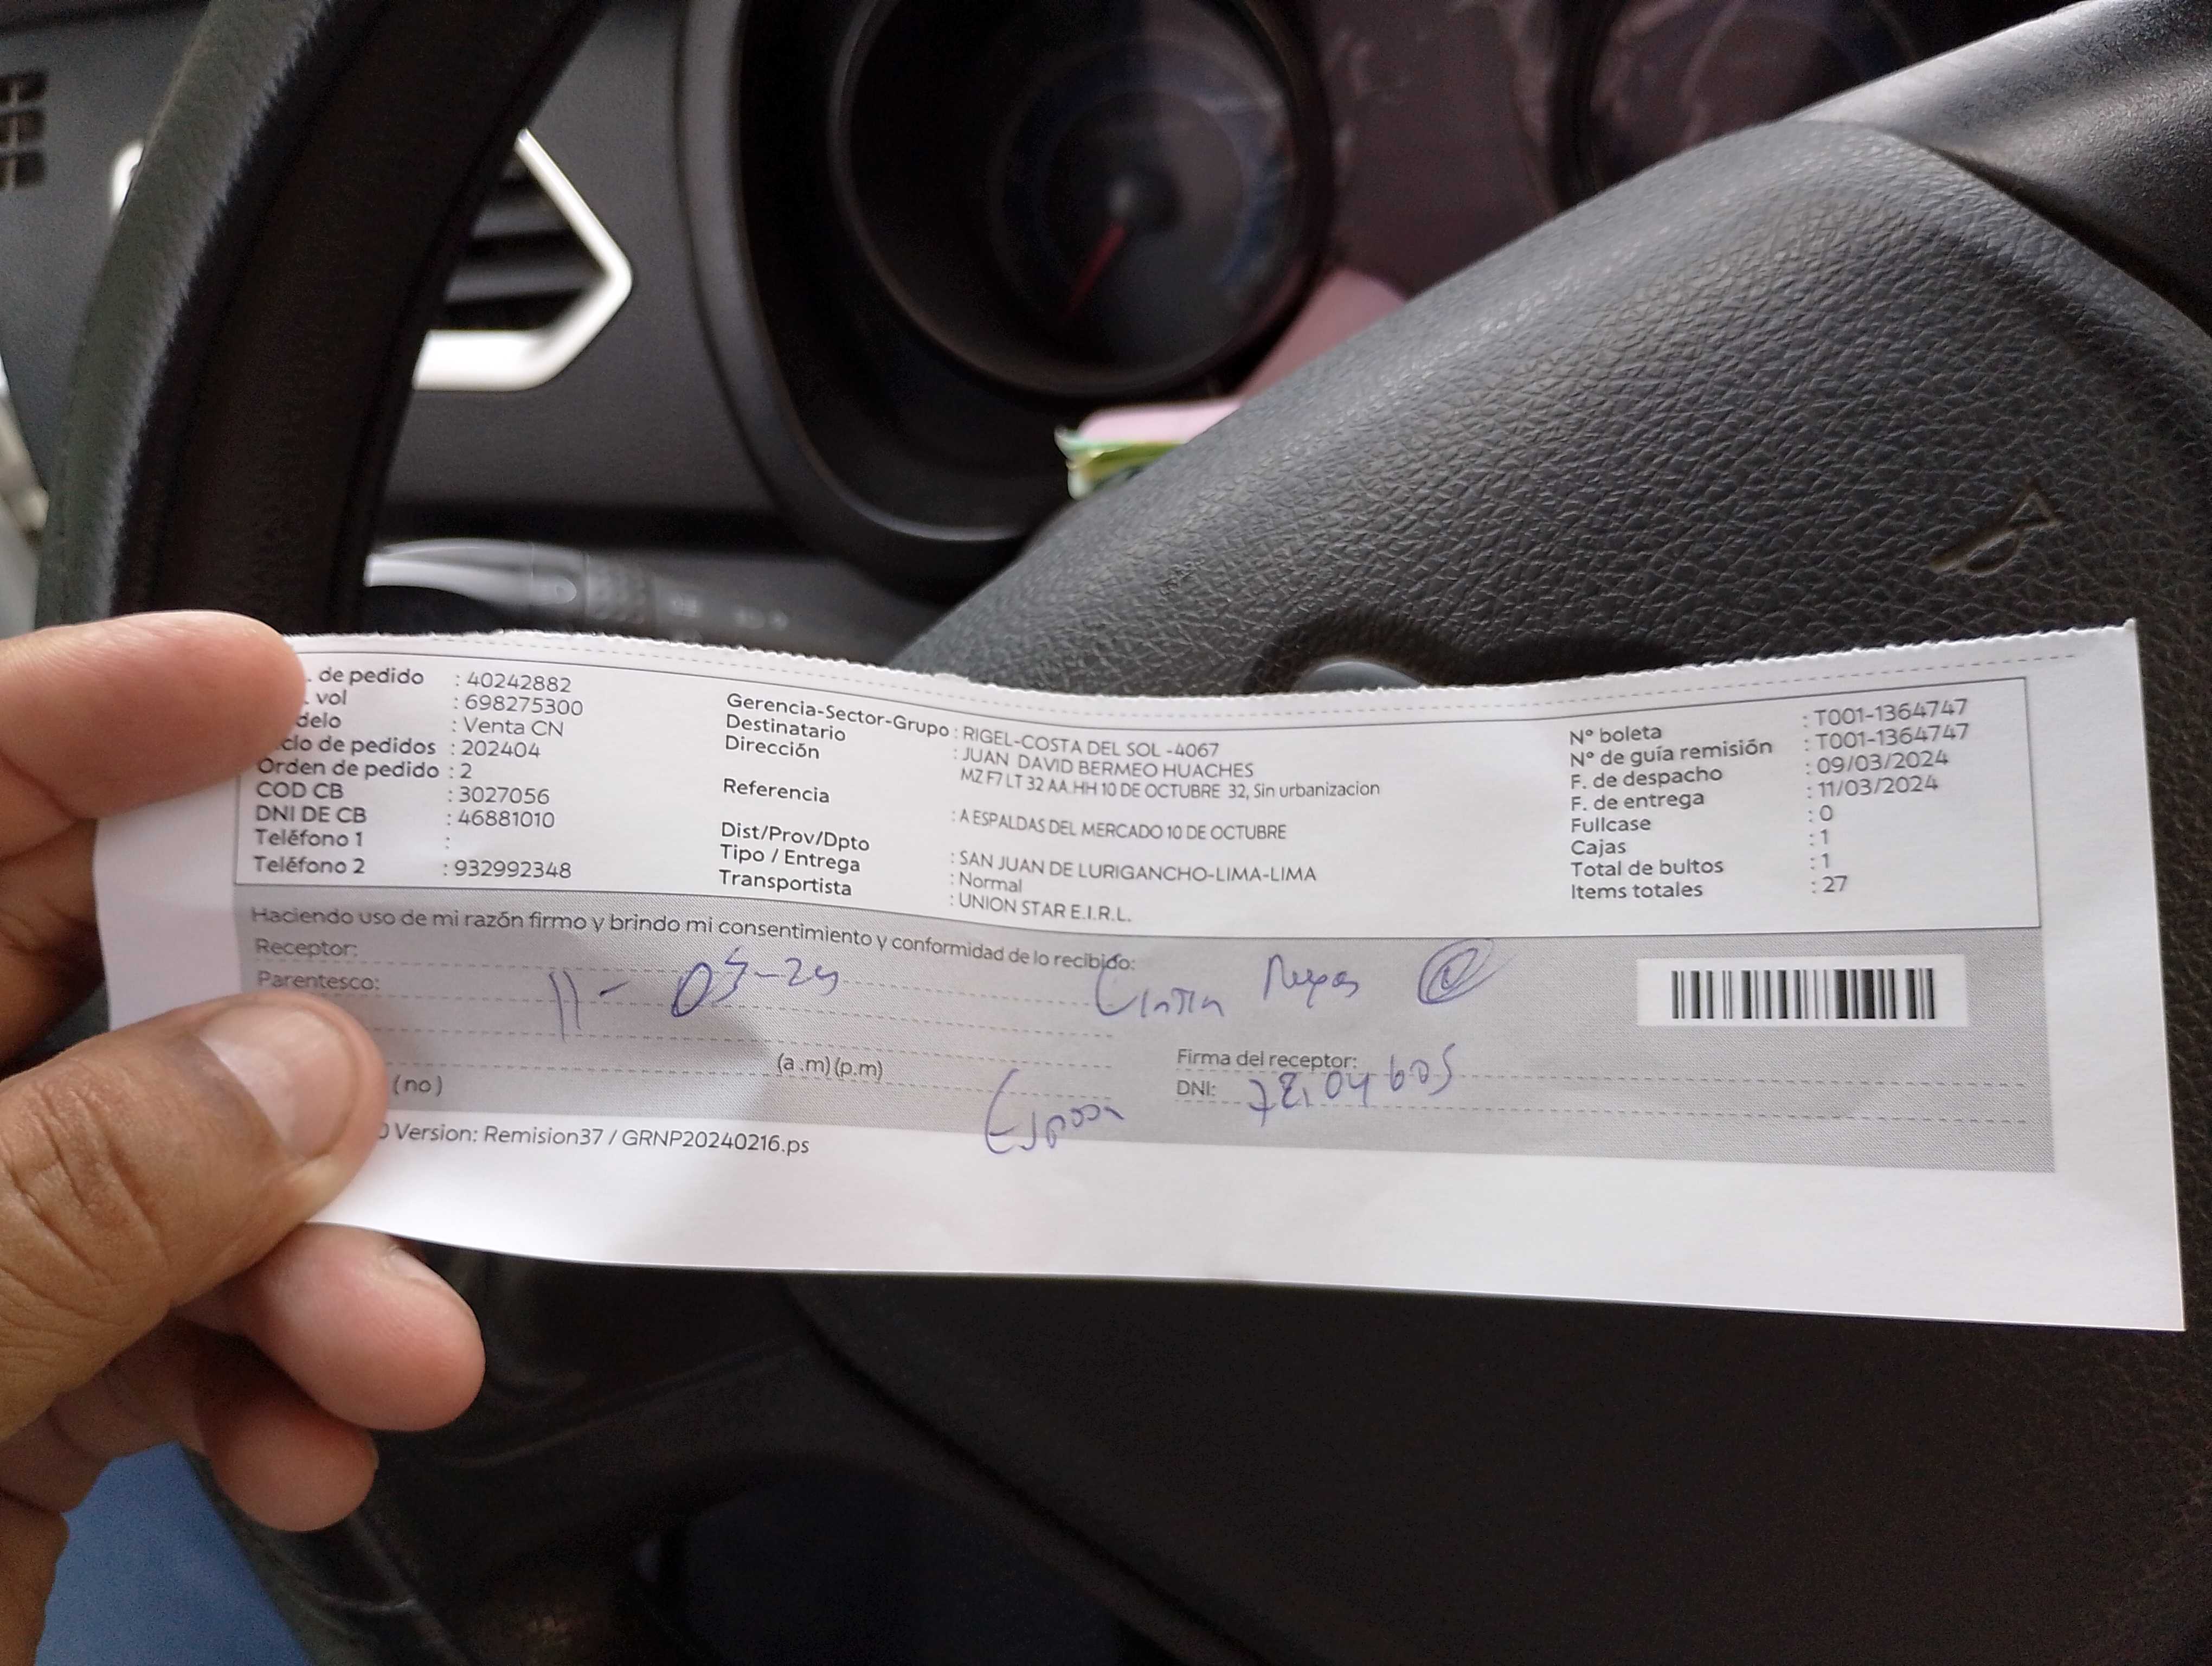 . de pedido : 40242882
. vol : 698275300
delo : Venta CN
clo de pedidos : 202404
Orden de pedido : 2
COD CB : 3027056
DNI DE CB : 46881010
Teléfono 1 :
Teléfono 2 : 932992348
Gerencia-Sector-Grupo : RIGEL-COSTA DEL SOL -4067
Destinatario : JUAN DAVID BERMEO HUACHES
Dirección MZ F7 LT 32 AA.HH 10 DE OCTUBRE 32, Sin urbanizacion
Referencia : A ESPALDAS DEL MERCADO 10 DE OCTUBRE
Dist/Prov/Dpto : SAN JUAN DE LURIGANCHO-LIMA-LIMA
Tipo / Entrega : Normal
Transportista : UNION STAR E.I.R.L.
N° boleta : T001-1364747
N° de guía remisión : T001-1364747
F. de despacho : 09/03/2024
F. de entrega : 11/03/2024
Fullcase : 0
Cajas : 1
Total de bultos : 1
Items totales : 27
Haciendo uso de mi razón firmo y brindo mi consentimiento y conformidad de lo recibido:
Receptor:
Parentesco:
11-03-24
(a .m) (p.m)
(no)
Esposa
Firma del receptor:
DNI:
Version: Remision37 / GRNP20240216.ps